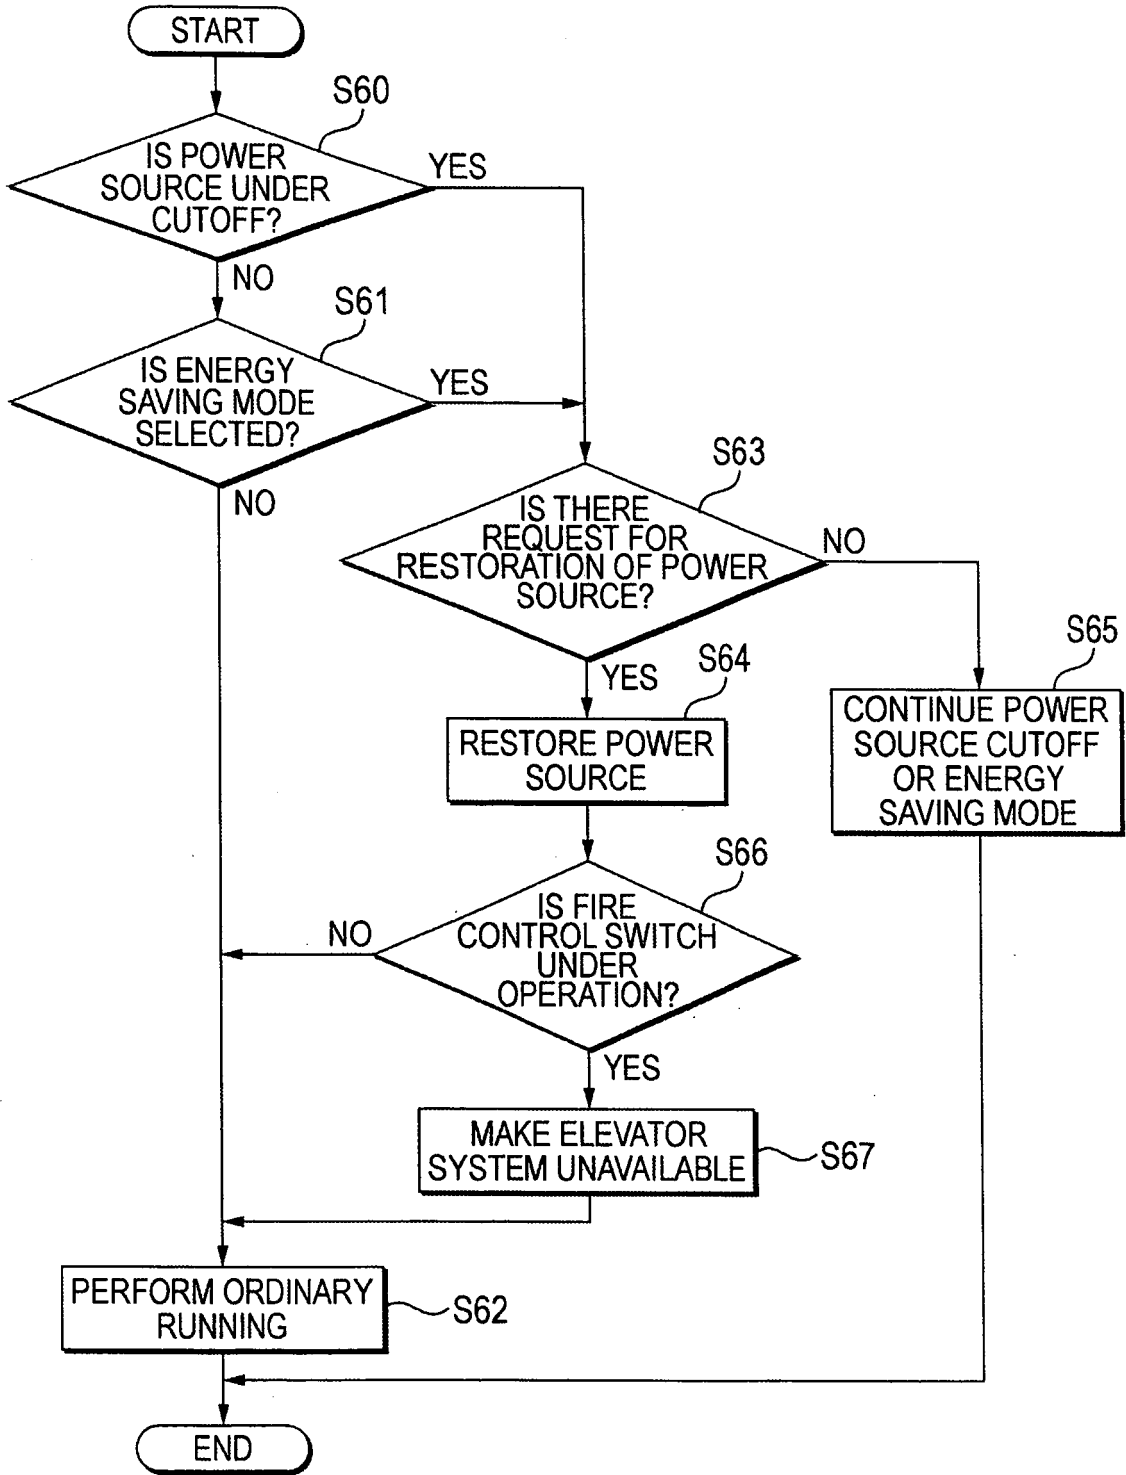 START
S60
IS POWER
SOURCE UNDER
CUTOFF?
YES
NO
S61
IS ENERGY
SAVING MODE
SELECTED?
YES
NO
S63
IS THERE
REQUEST FOR
RESTORATION OF POWER
SOURCE?
NO
YES
S64
RESTORE POWER
SOURCE
S65
CONTINUE POWER
SOURCE CUTOFF
OR ENERGY
SAVING MODE
S66
IS FIRE
CONTROL SWITCH
UNDER
OPERATION?
NO
YES
MAKE ELEVATOR
SYSTEM UNAVAILABLE
S67
PERFORM ORDINARY
RUNNING
S62
END